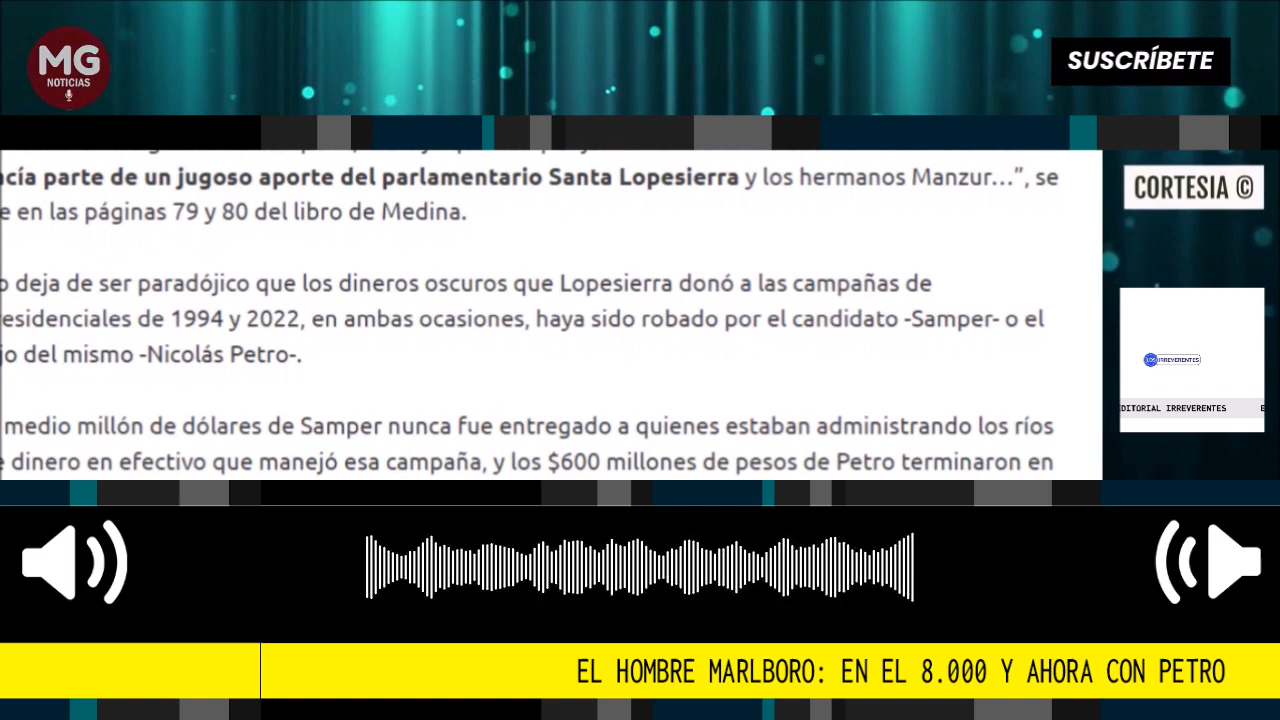 MG
NOTICIAS
SUSCRÍBETE
cía parte de un jugoso aporte del parlamentario Santa Lopesierra y los hermanos Manzur…”, se
e en las páginas 79 y 80 del libro de Medina.
CORTESIA ©
o deja de ser paradójico que los dineros oscuros que Lopesierra donó a las campañas de
esidenciales de 1994 y 2022, en ambas ocasiones, haya sido robado por el candidato -Samper- o el
jo del mismo -Nicolás Petro-.
LOS IRREVERENTES
DITORIAL IRREVERENTES E
medio millón de dólares de Samper nunca fue entregado a quienes estaban administrando los ríos
e dinero en efectivo que manejó esa campaña, y los $600 millones de pesos de Petro terminaron en
EL HOMBRE MARLBORO: EN EL 8.000 Y AHORA CON PETRO